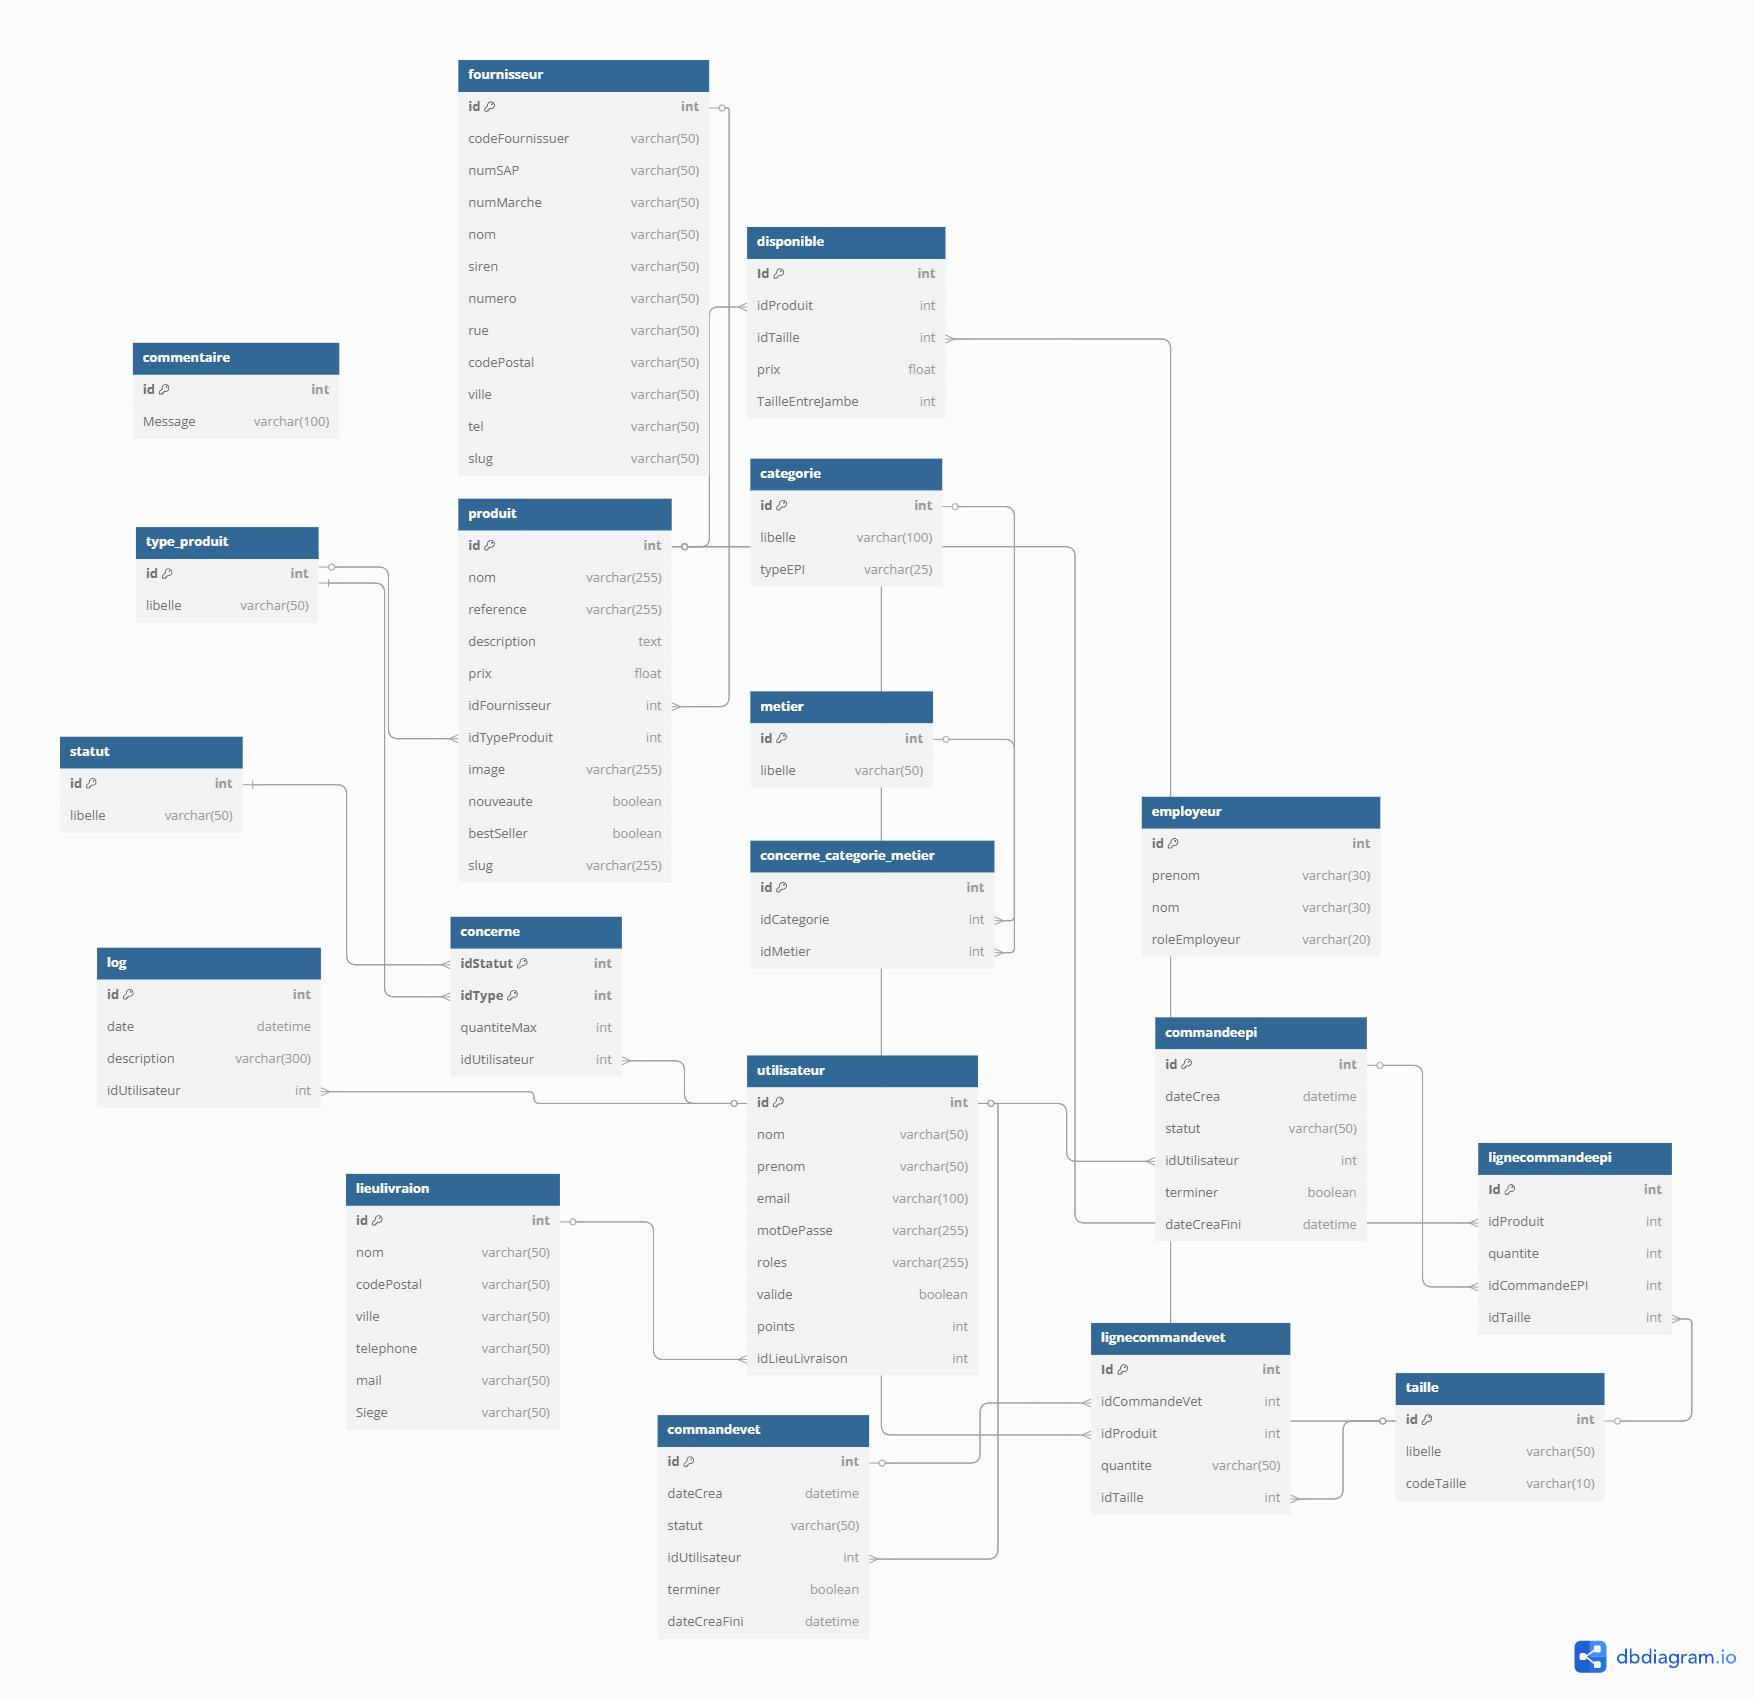 fournisseur
id int
codeFournissuer varchar(50)
numSAP varchar(50)
numMarche varchar(50)
nom varchar(50)
siren varchar(50)
numero varchar(50)
rue varchar(50)
codePostal varchar(50)
ville varchar(50)
tel varchar(50)
slug varchar(50)
disponible
Id int
idProduit int
idTaille int
prix float
TailleEntreJambe int
commentaire
id int
Message varchar(100)
categorie
id int
libelle varchar(100)
typeEPI varchar(25)
produit
id int
nom varchar(255)
reference varchar(255)
description text
prix float
idFournisseur int
idTypeProduit int
image varchar(255)
nouveaute boolean
bestSeller boolean
slug varchar(255)
type_produit
id int
libelle varchar(50)
metier
id int
libelle varchar(50)
statut
id int
libelle varchar(50)
employeur
id int
prenom varchar(30)
nom varchar(30)
roleEmployeur varchar(20)
concerne_categorie_metier
id int
idCategorie int
idMetier int
concerne
idStatut int
idType int
quantiteMax int
idUtilisateur int
log
id int
date datetime
description varchar(300)
idUtilisateur int
commandeepi
id int
dateCrea datetime
statut varchar(50)
idUtilisateur int
terminer boolean
dateCreaFini datetime
utilisateur
id int
nom varchar(50)
prenom varchar(50)
email varchar(100)
motDePasse varchar(255)
roles varchar(255)
valide boolean
points int
idLieuLivraison int
lignecommandeepi
Id int
idProduit int
quantite int
idCommandeEPI int
idTaille int
lieulivraion
id int
nom varchar(50)
codePostal varchar(50)
ville varchar(50)
telephone varchar(50)
mail varchar(50)
Siege varchar(50)
lignecommandevet
Id int
idCommandeVet int
idProduit int
quantite varchar(50)
idTaille int
taille
id int
libelle varchar(50)
codeTaille varchar(10)
commandevet
id int
dateCrea datetime
statut varchar(50)
idUtilisateur int
terminer boolean
dateCreaFini datetime
dbdiagram.io